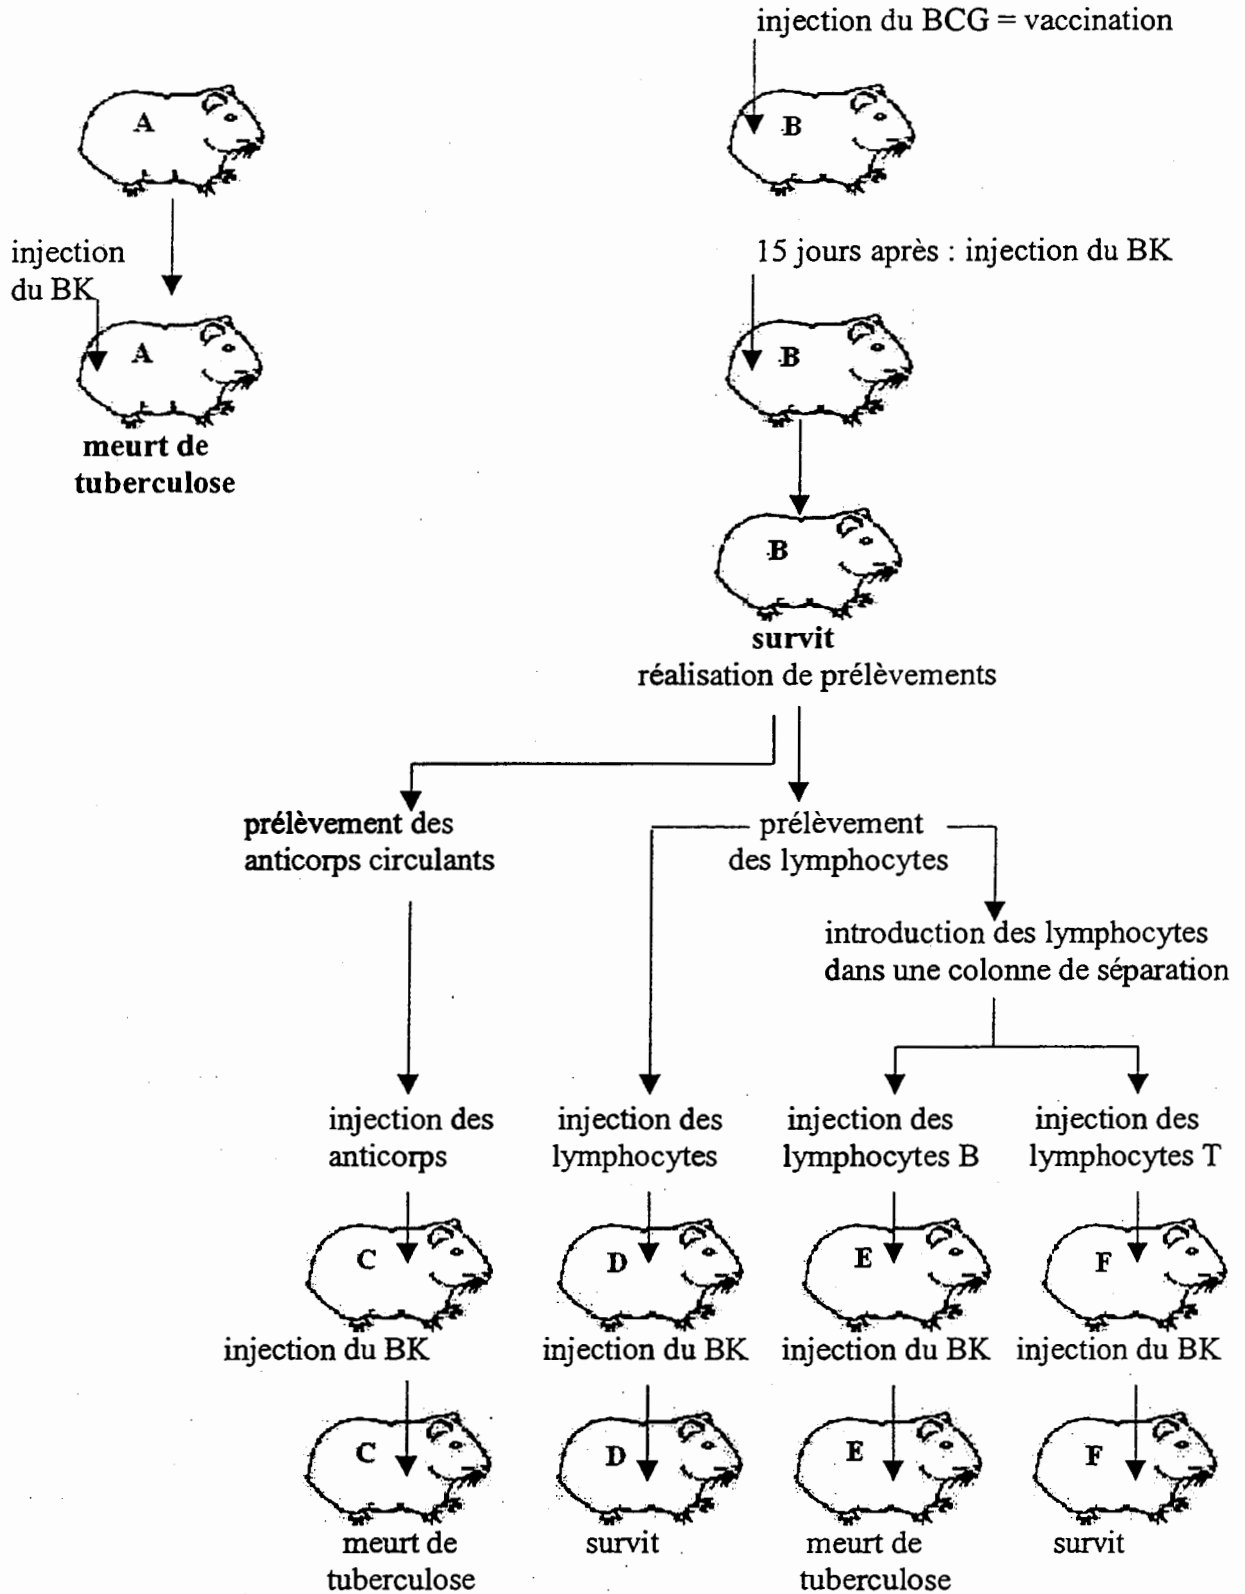 injection du BCG = vaccination
A
B
injection
du BK
15 jours après : injection du BK
A
B
meurt de
tuberculose
B
survit
réalisation de prélèvements
prélèvement des
anticorps circulants
prélèvement
des lymphocytes
introduction des lymphocytes
dans une colonne de séparation
injection des
anticorps
injection des
lymphocytes
injection des
lymphocytes B
injection des
lymphocytes T
C
D
E
F
injection du BK
injection du BK
injection du BK
injection du BK
C
D
E
F
meurt de
tuberculose
survit
meurt de
tuberculose
survit